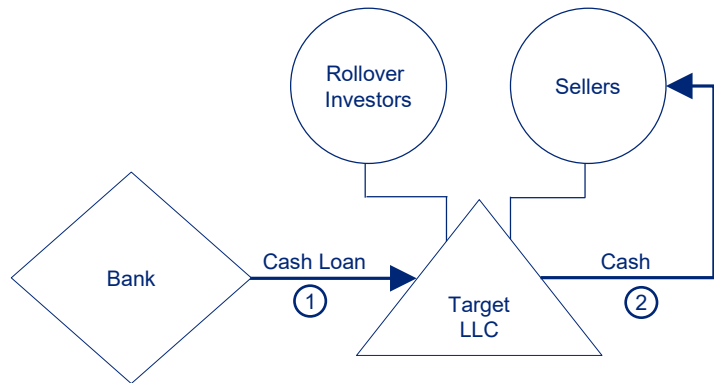 Rollover
Investors
Sellers
Bank
Cash Loan
1
Target
LLC
Cash
2